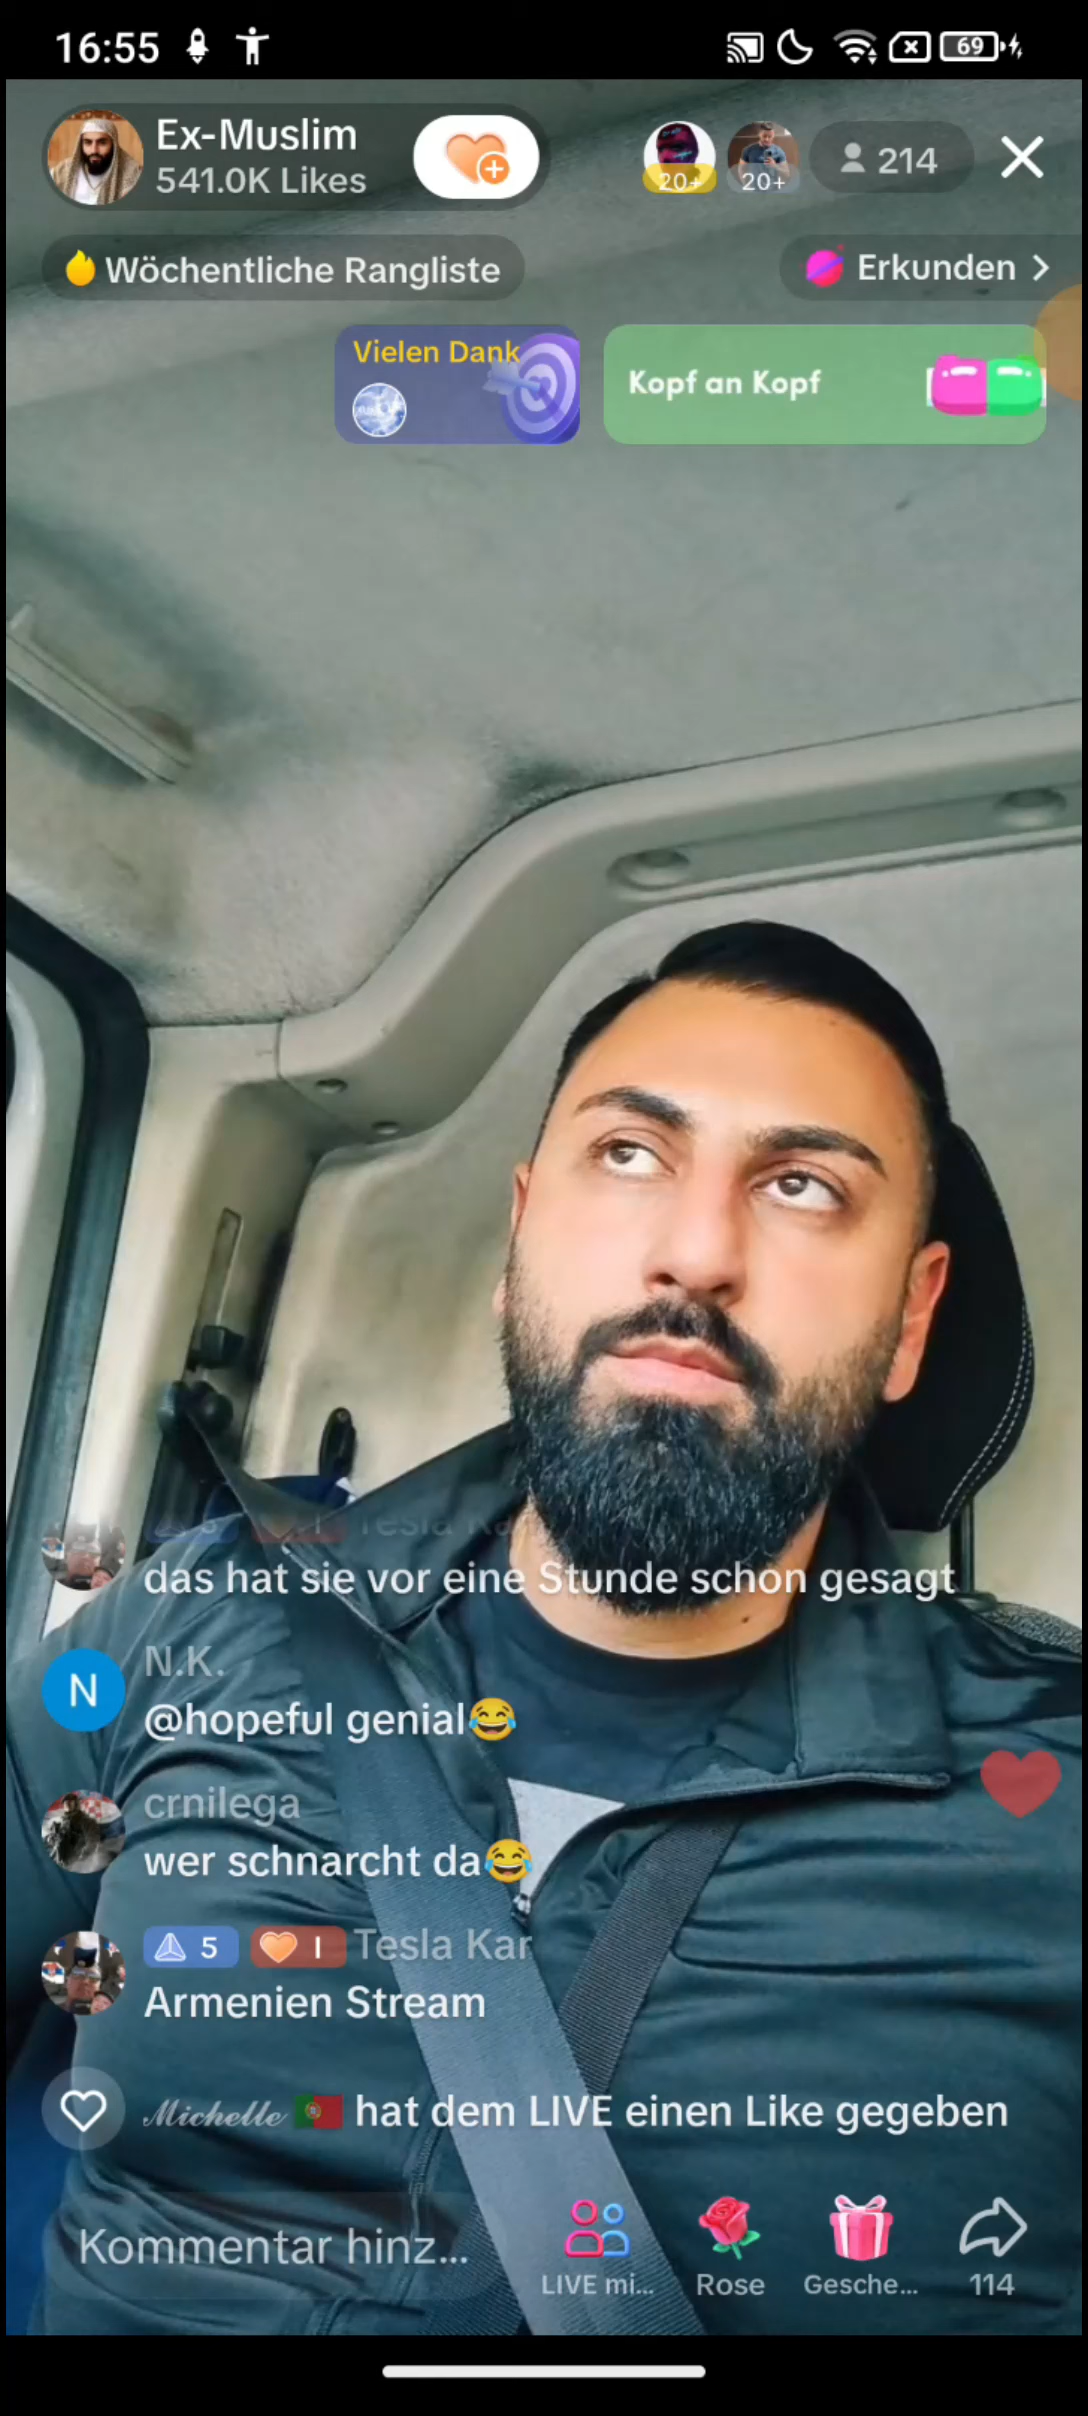 16:55
69
Ex-Muslim
541.0K Likes
20+
20+
214
Wöchentliche Rangliste
Erkunden >
Vielen Dank
Kopf an Kopf
Tesla Kar
das hat sie vor eine Stunde schon gesagt
N
N.K.
@hopeful genial😂
crnilega
wer schnarcht da😂
5 I Tesla Kar
Armenien Stream
Michelle 🇵🇹 hat dem LIVE einen Like gegeben
Kommentar hinz...
LIVE mi...
Rose
Gesche...
114